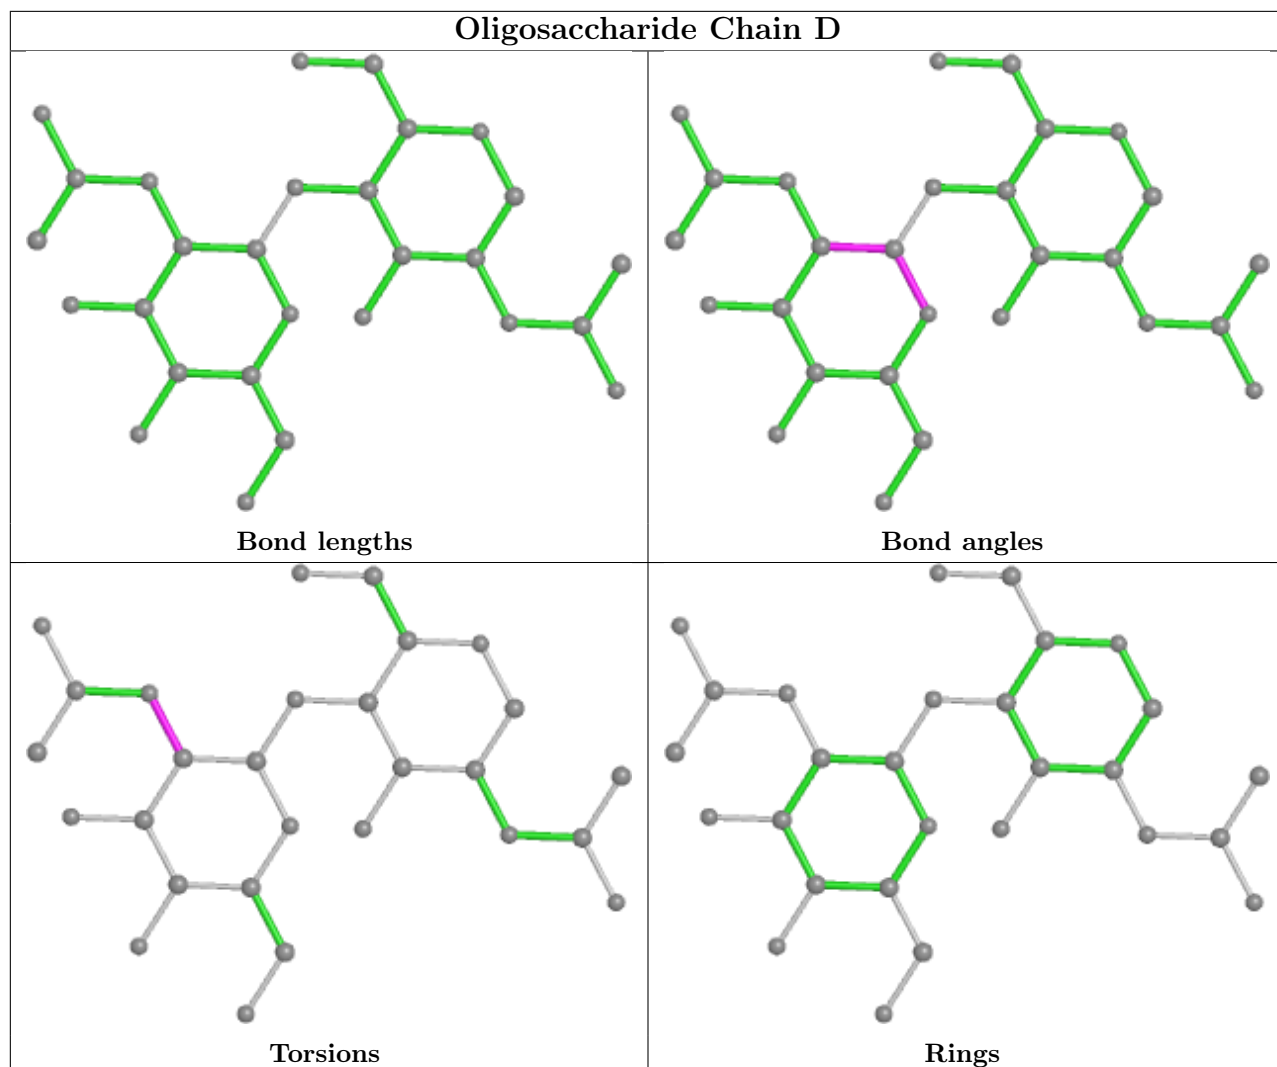 Oligosaccharide Chain D
Bond lengths
Bond angles
Torsions
Rings